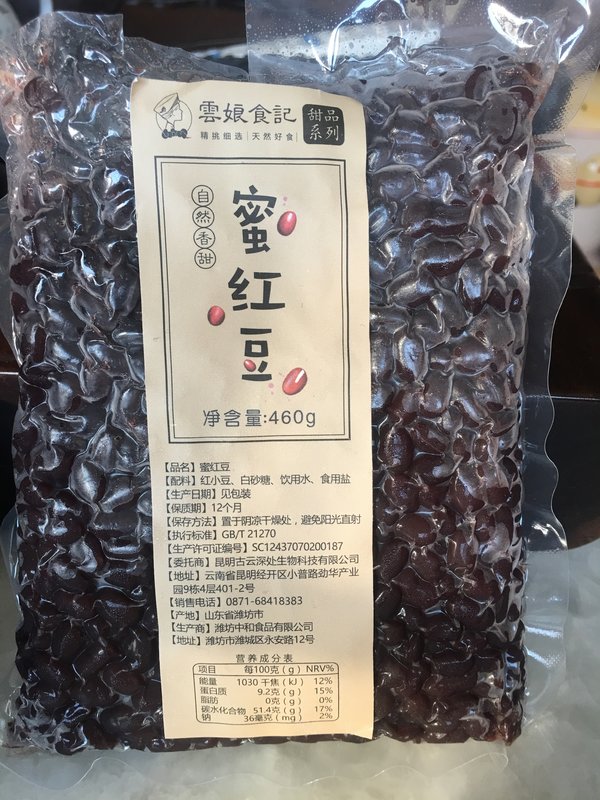 雲娘食記
甜品
系列
精挑细选|天然好食|
自然香甜
蜜红豆
净含量:460g
【品名】蜜红豆
【配料】红小豆、白砂糖、饮用水、食用盐
【生产日期】见包装
【保质期】12个月
【保存方法】置于阴凉干燥处，避免阳光直射
【执行标准】GB/T 21270
【生产许可证编号】SC12437070200187
【委托商】昆明古云深处生物科技有限公司
【地址】云南省昆明经开区小普路劲华产业
园9栋4层401-2号
【销售电话】0871-68418383
【产地】山东省潍坊市
【生产商】潍坊中和食品有限公司
【地址】潍坊市潍城区永安路12号
营养成分表
项目 每100克(g) NRV%
能量 1030 千焦(kJ) 12%
蛋白质 9.2克(g) 15%
脂肪 0克(g) 0%
碳水化合物 51.4克(g) 17%
钠 36毫克(mg) 2%